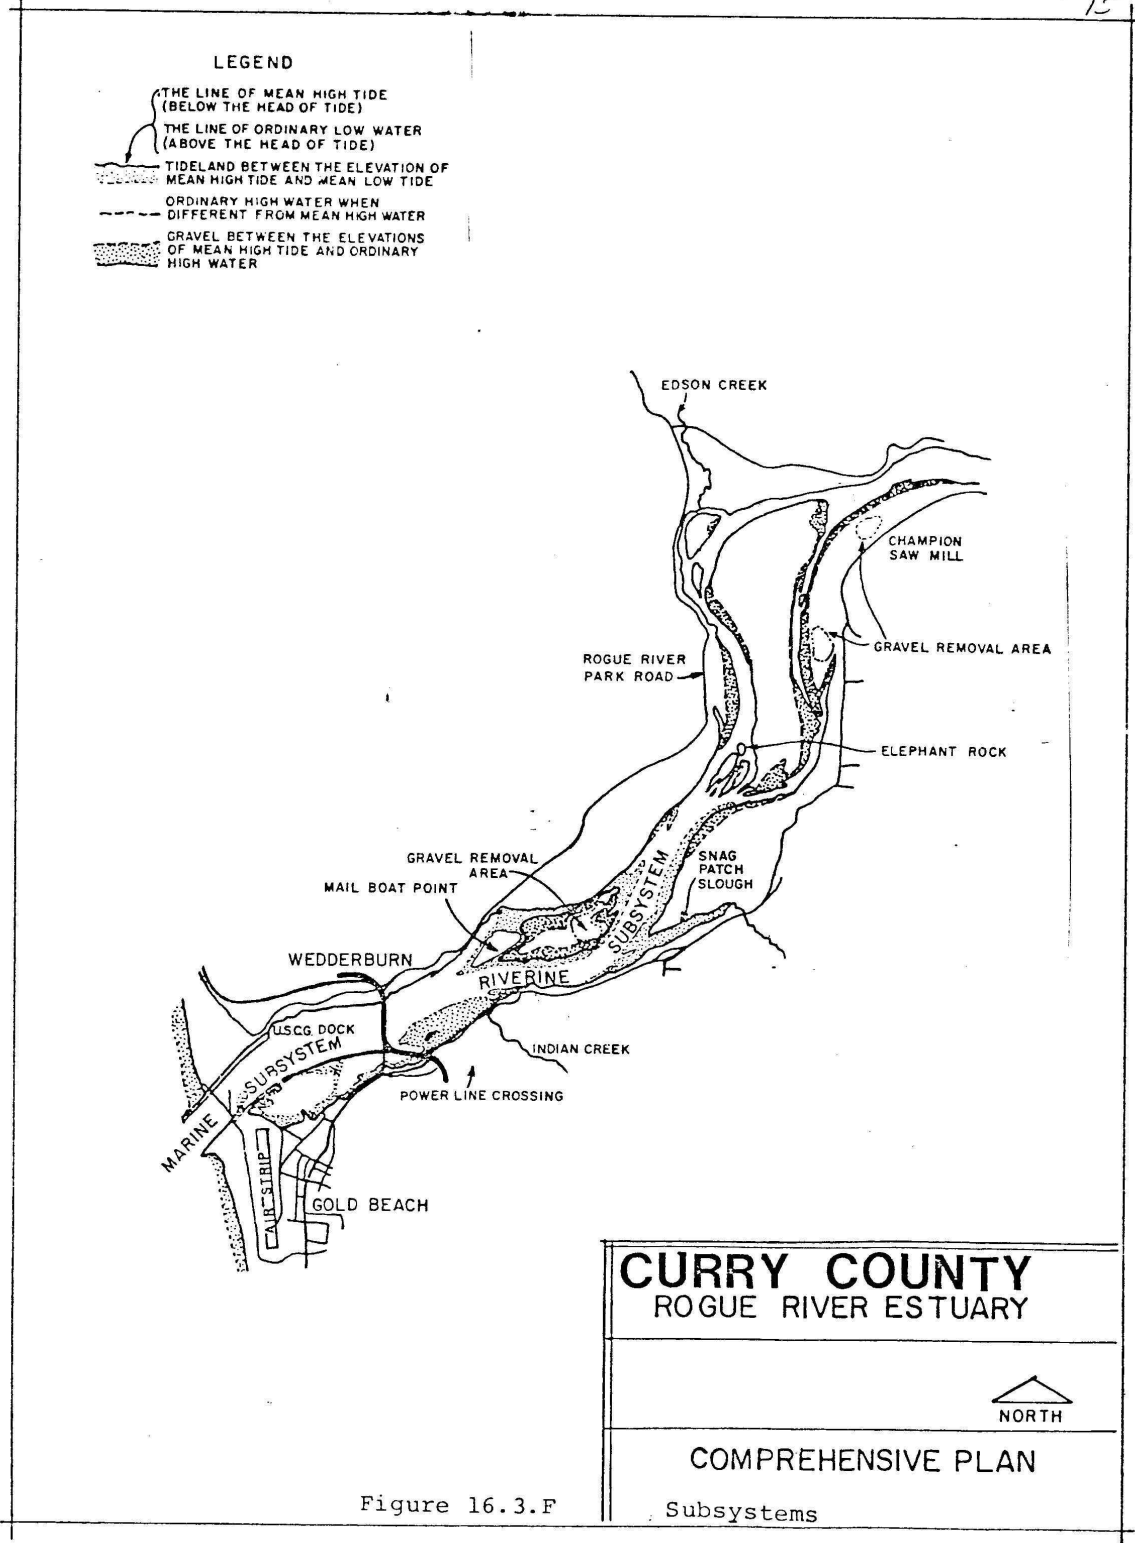 LEGEND
THE LINE OF MEAN HIGH TIDE
(BELOW THE HEAD OF TIDE)
THE LINE OF ORDINARY LOW WATER
(ABOVE THE HEAD OF TIDE)
TIDELAND BETWEEN THE ELEVATION OF
MEAN HIGH TIDE AND MEAN LOW TIDE
ORDINARY HIGH WATER WHEN
DIFFERENT FROM MEAN HIGH WATER
GRAVEL BETWEEN THE ELEVATIONS
OF MEAN HIGH TIDE AND ORDINARY
HIGH WATER
EDSON CREEK
CHAMPION
SAW MILL
GRAVEL REMOVAL AREA
ROGUE RIVER
PARK ROAD
ELEPHANT ROCK
GRAVEL REMOVAL
AREA
MAIL BOAT POINT
SNAG
PATCH
SLOUGH
RIVERINE SUBSYSTEM
WEDDERBURN
U.S.C.G. DOCK
MARINE SUBSYSTEM
INDIAN CREEK
POWER LINE CROSSING
AIR STRIP
GOLD BEACH
CURRY COUNTY
ROGUE RIVER ESTUARY
NORTH
COMPREHENSIVE PLAN
Figure 16.3.F
Subsystems